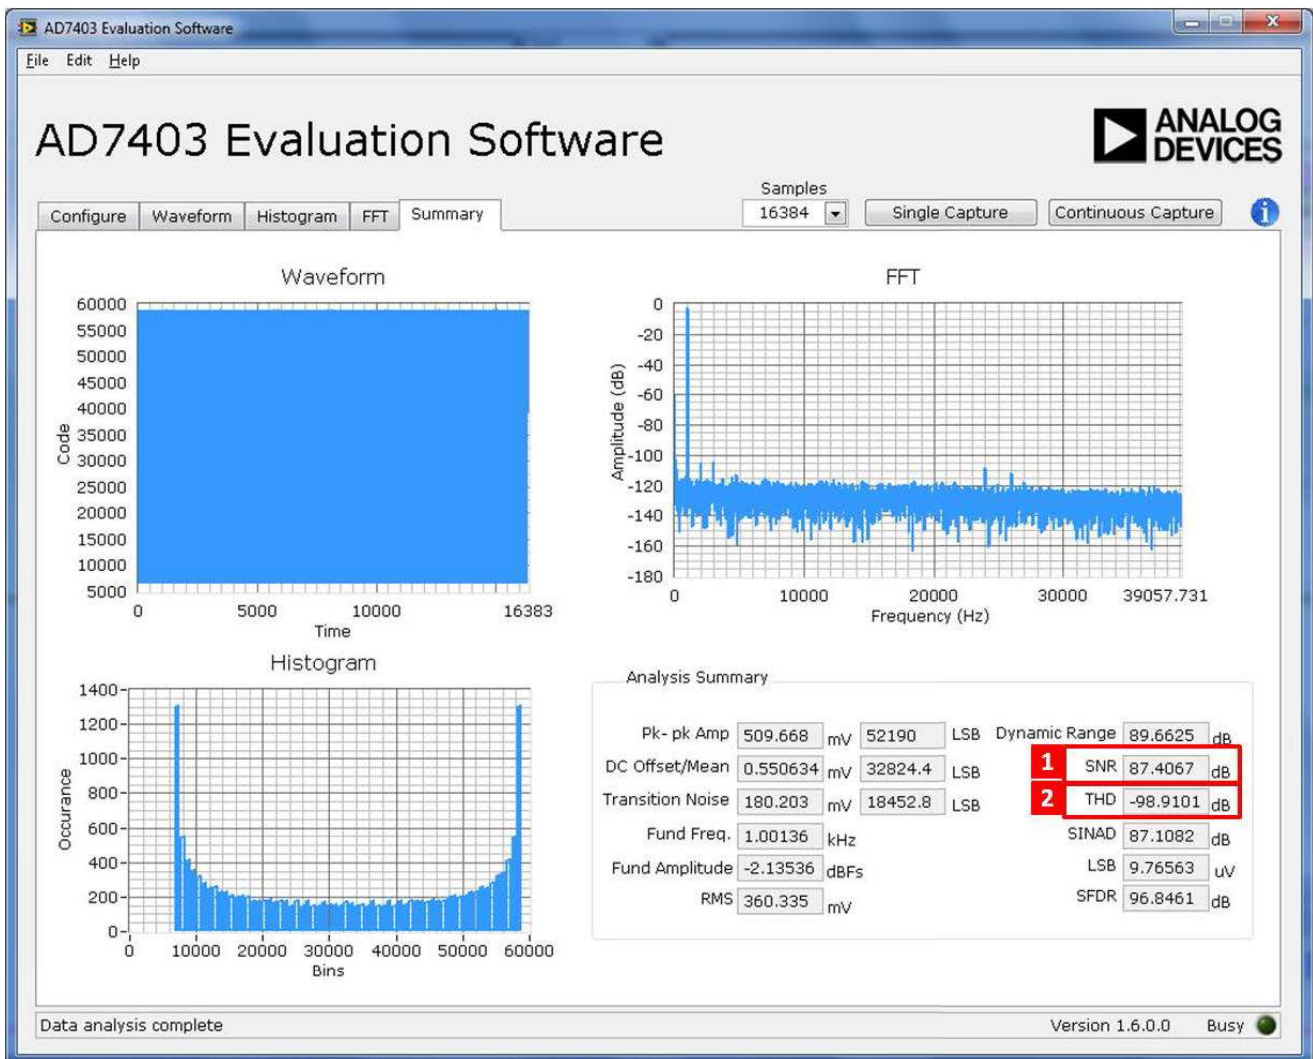 AD7403 Evaluation Software
File Edit Help
AD7403 Evaluation Software
ANALOG
DEVICES
Samples
Configure Waveform Histogram FFT Summary 16384 Single Capture Continuous Capture i
Waveform
60000
55000
50000
45000
40000
35000
30000
25000
20000
15000
10000
5000
Code
0 5000 10000 16383
Time
FFT
0
-20
-40
-60
-80
-100
-120
-140
-160
-180
Amplitude (dB)
0 10000 20000 30000 39057.731
Frequency (Hz)
Histogram
1400
1200
1000
800
600
400
200
0
Occurance
0 10000 20000 30000 40000 50000 60000
Bins
Analysis Summary
Pk- pk Amp 509.668 mV 52190 LSB Dynamic Range 89.6625 dB
DC Offset/Mean 0.550634 mV 32824.4 LSB 1 SNR 87.4067 dB
Transition Noise 180.203 mV 18452.8 LSB 2 THD -98.9101 dB
Fund Freq. 1.00136 kHz SINAD 87.1082 dB
Fund Amplitude -2.13536 dBFs LSB 9.76563 uV
RMS 360.335 mV SFDR 96.8461 dB
Data analysis complete Version 1.6.0.0 Busy